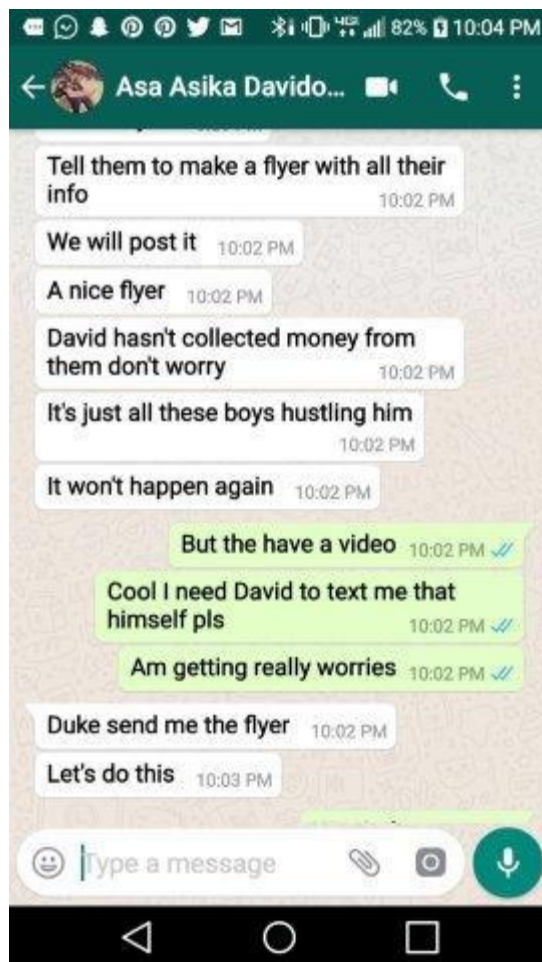 82% 10:04 PM
Asa Asika Davido...
Tell them to make a flyer with all their
info
10:02 PM
We will post it 10:02 PM
A nice flyer 10:02 PM
David hasn't collected money from
them don't worry
10:02 PM
It's just all these boys hustling him
10:02 PM
It won't happen again 10:02 PM
But the have a video 10:02 PM
Cool I need David to text me that
himself pls
10:02 PM
Am getting really worries 10:02 PM
Duke send me the flyer 10:02 PM
Let's do this 10:03 PM
Type a message